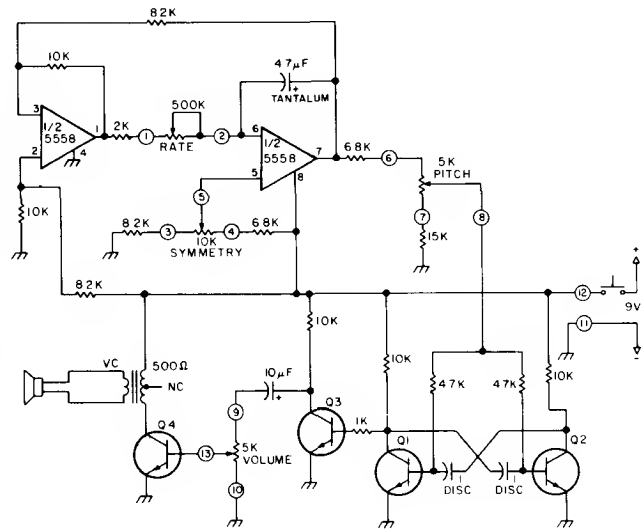 82K
10K
47µF
+
TANTALUM
500K
3
1/2
5558
1
2K
①
②
RATE
6
1/2
5558
7
68K
⑥
5K
PITCH
2
4
5
8
⑤
⑦
⑧
10K
82K
③
④
68K
10K
SYMMETRY
15K
82K
⑫
+
9V
⑪
-
10K
10K
10K
VC
500Ω
NC
10µF
+
47K
47K
Q3
Q4
⑨
1K
Q1
Q2
⑬
5K
VOLUME
DISC
DISC
⑩